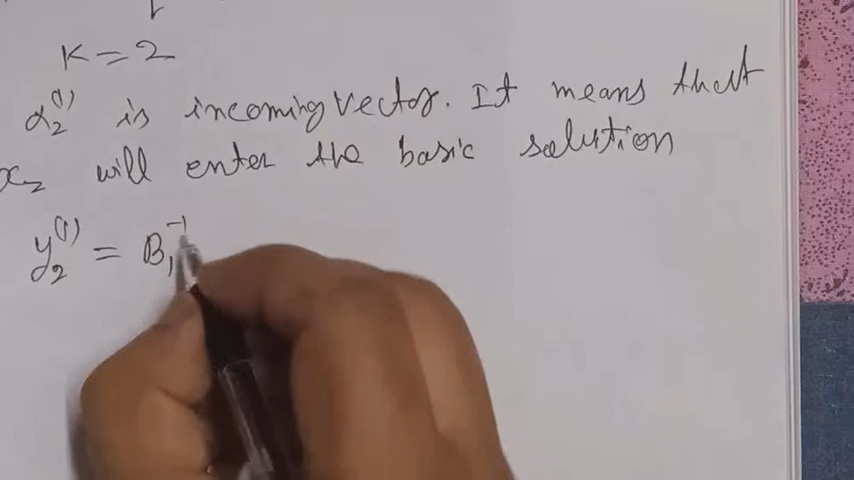 K = 2
α₂⁽¹⁾ is incoming vector. It means that
x₂ will enter the basic solution
y₂⁽¹⁾ = B₁⁻¹